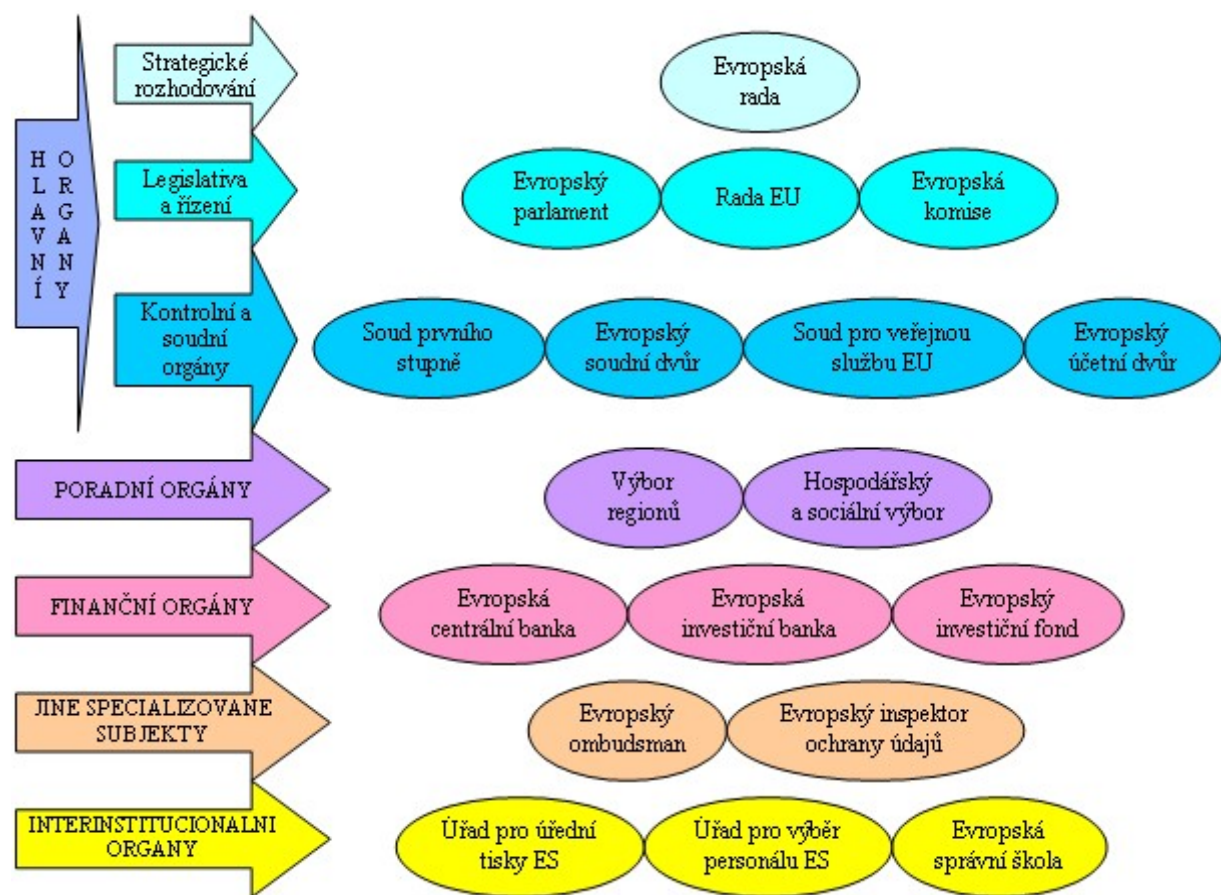 HLAVNÍ
ORGANY
Strategické
rozhodování
Evropská
rada
Legislativa
a řízení
Evropský
parlament
Rada EU
Evropská
komise
Kontrolní a
soudní
orgány
Soud prvního
stupně
Evropský
soudní dvůr
Soud pro veřejnou
službu EU
Evropský
účetní dvůr
PORADNÍ ORGÁNY
Výbor
regionů
Hospodářský
a sociální výbor
FINANČNÍ ORGÁNY
Evropská
centrální banka
Evropská
investiční banka
Evropský
investiční fond
JINE SPECIALIZOVANE
SUBJEKTY
Evropský
ombudsman
Evropský inspektor
ochrany údajů
INTERINSTITUCIONALNI
ORGANY
Úřad pro úřední
tisky ES
Úřad pro výběr
personálu ES
Evropská
správní škola